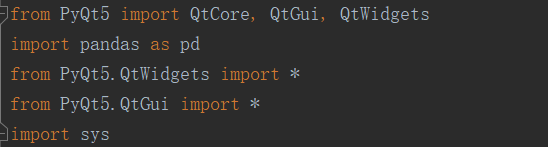 from PyQt5 import QtCore, QtGui, QtWidgets
import pandas as pd
from PyQt5.QtWidgets import *
from PyQt5.QtGui import *
import sys